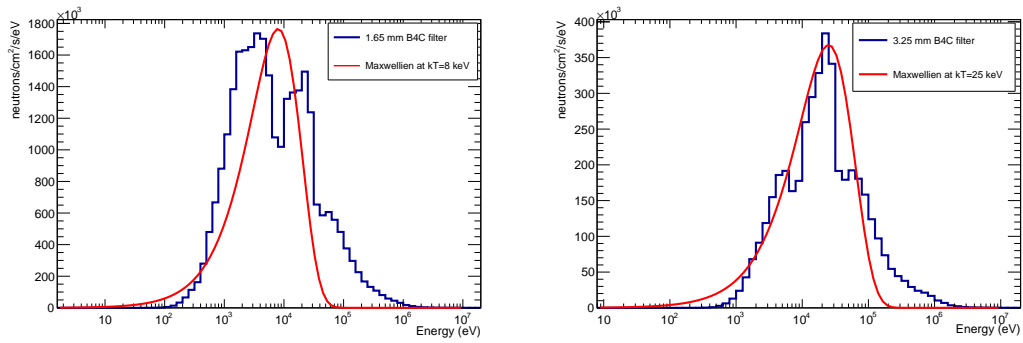 ×10³
1800
1600
1400
1200
1000
800
600
400
200
0
neutrons/cm²/s/eV
1.65 mm B4C filter
Maxwellien at kT=8 keV
10 10² 10³ 10⁴ 10⁵ 10⁶ 10⁷
Energy (eV)
×10³
400
350
300
250
200
150
100
50
0
neutrons/cm²/s/eV
3.25 mm B4C filter
Maxwellien at kT=25 keV
10 10² 10³ 10⁴ 10⁵ 10⁶ 10⁷
Energy (eV)